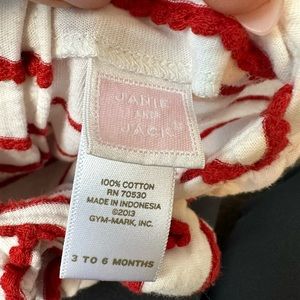 JANIE
AND
JACK®
100% COTTON
RN 70530
MADE IN INDONESIA
©2013
GYM-MARK, INC.
3 TO 6 MONTHS